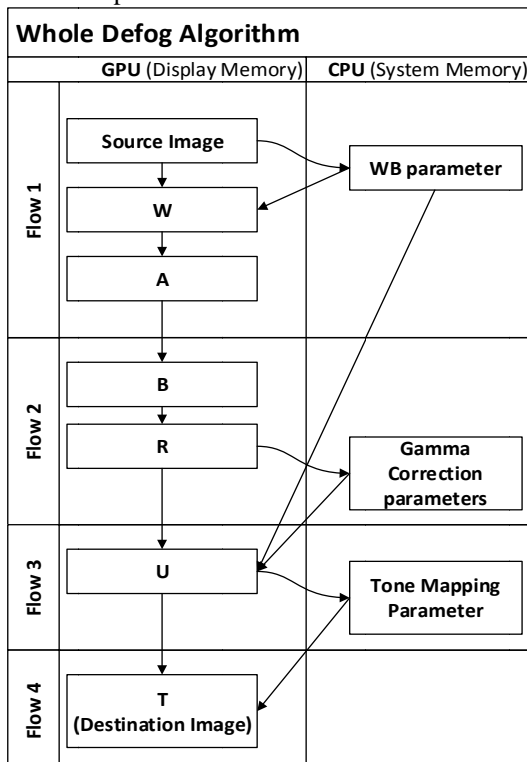 Whole Defog Algorithm
GPU (Display Memory)
CPU (System Memory)
Flow 1
Source Image
WB parameter
W
A
Flow 2
B
R
Gamma
Correction
parameters
Flow 3
U
Tone Mapping
Parameter
Flow 4
T
(Destination Image)